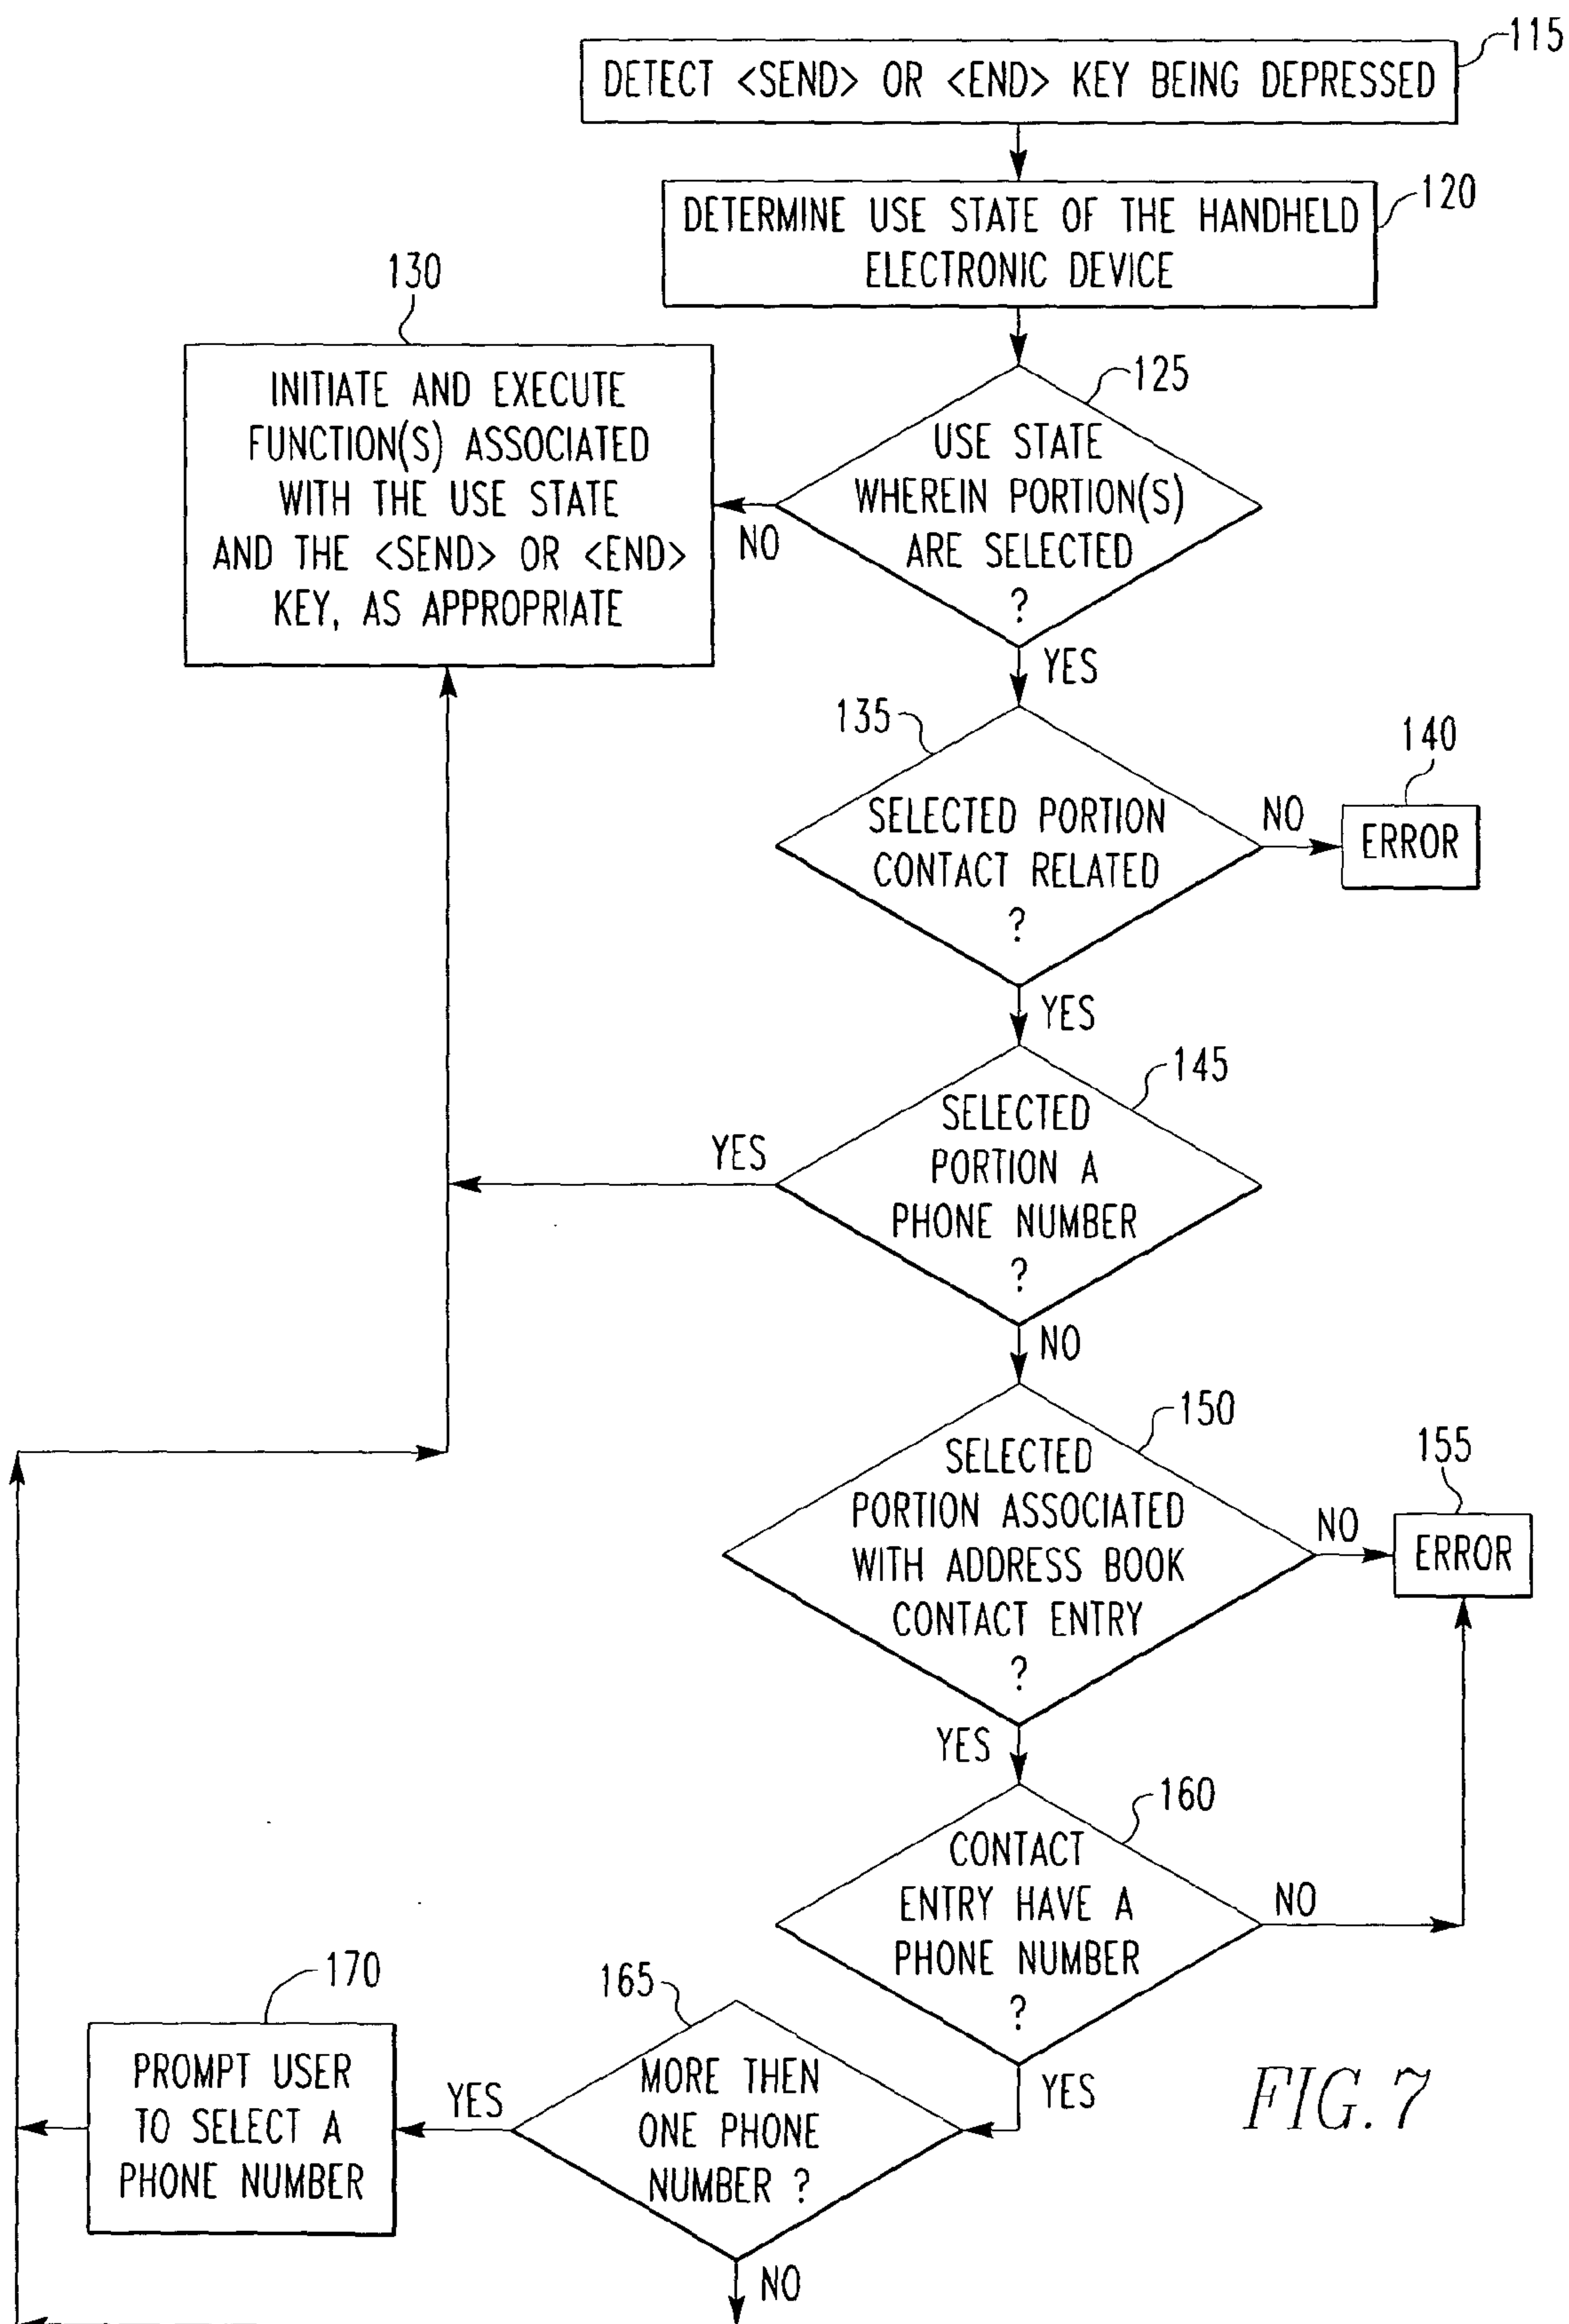 115
DETECT <SEND> OR <END> KEY BEING DEPRESSED
120
DETERMINE USE STATE OF THE HANDHELD
ELECTRONIC DEVICE
130
INITIATE AND EXECUTE
FUNCTION(S) ASSOCIATED
WITH THE USE STATE
AND THE <SEND> OR <END>
KEY, AS APPROPRIATE
125
USE STATE
WHEREIN PORTION(S)
ARE SELECTED
?
NO
YES
135
SELECTED PORTION
CONTACT RELATED
?
NO
140
ERROR
YES
145
SELECTED
PORTION A
PHONE NUMBER
?
YES
NO
150
SELECTED
PORTION ASSOCIATED
WITH ADDRESS BOOK
CONTACT ENTRY
?
NO
155
ERROR
YES
160
CONTACT
ENTRY HAVE A
PHONE NUMBER
?
NO
YES
165
MORE THEN
ONE PHONE
NUMBER ?
YES
170
PROMPT USER
TO SELECT A
PHONE NUMBER
NO
FIG. 7